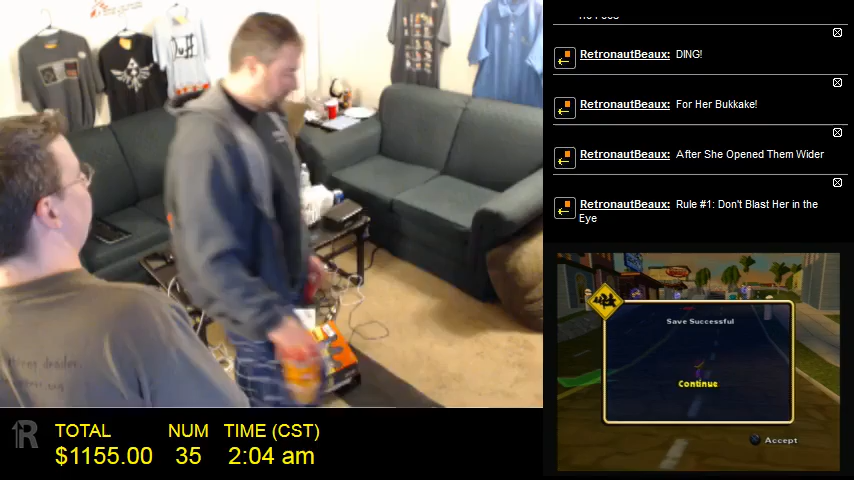 RetronautBeaux: DING!
RetronautBeaux: For Her Bukkake!
RetronautBeaux: After She Opened Them Wider
RetronautBeaux: Rule #1: Don't Blast Her in the
Eye
Save Successful
Continue
Accept
TOTAL NUM TIME (CST)
$1155.00 35 2:04 am